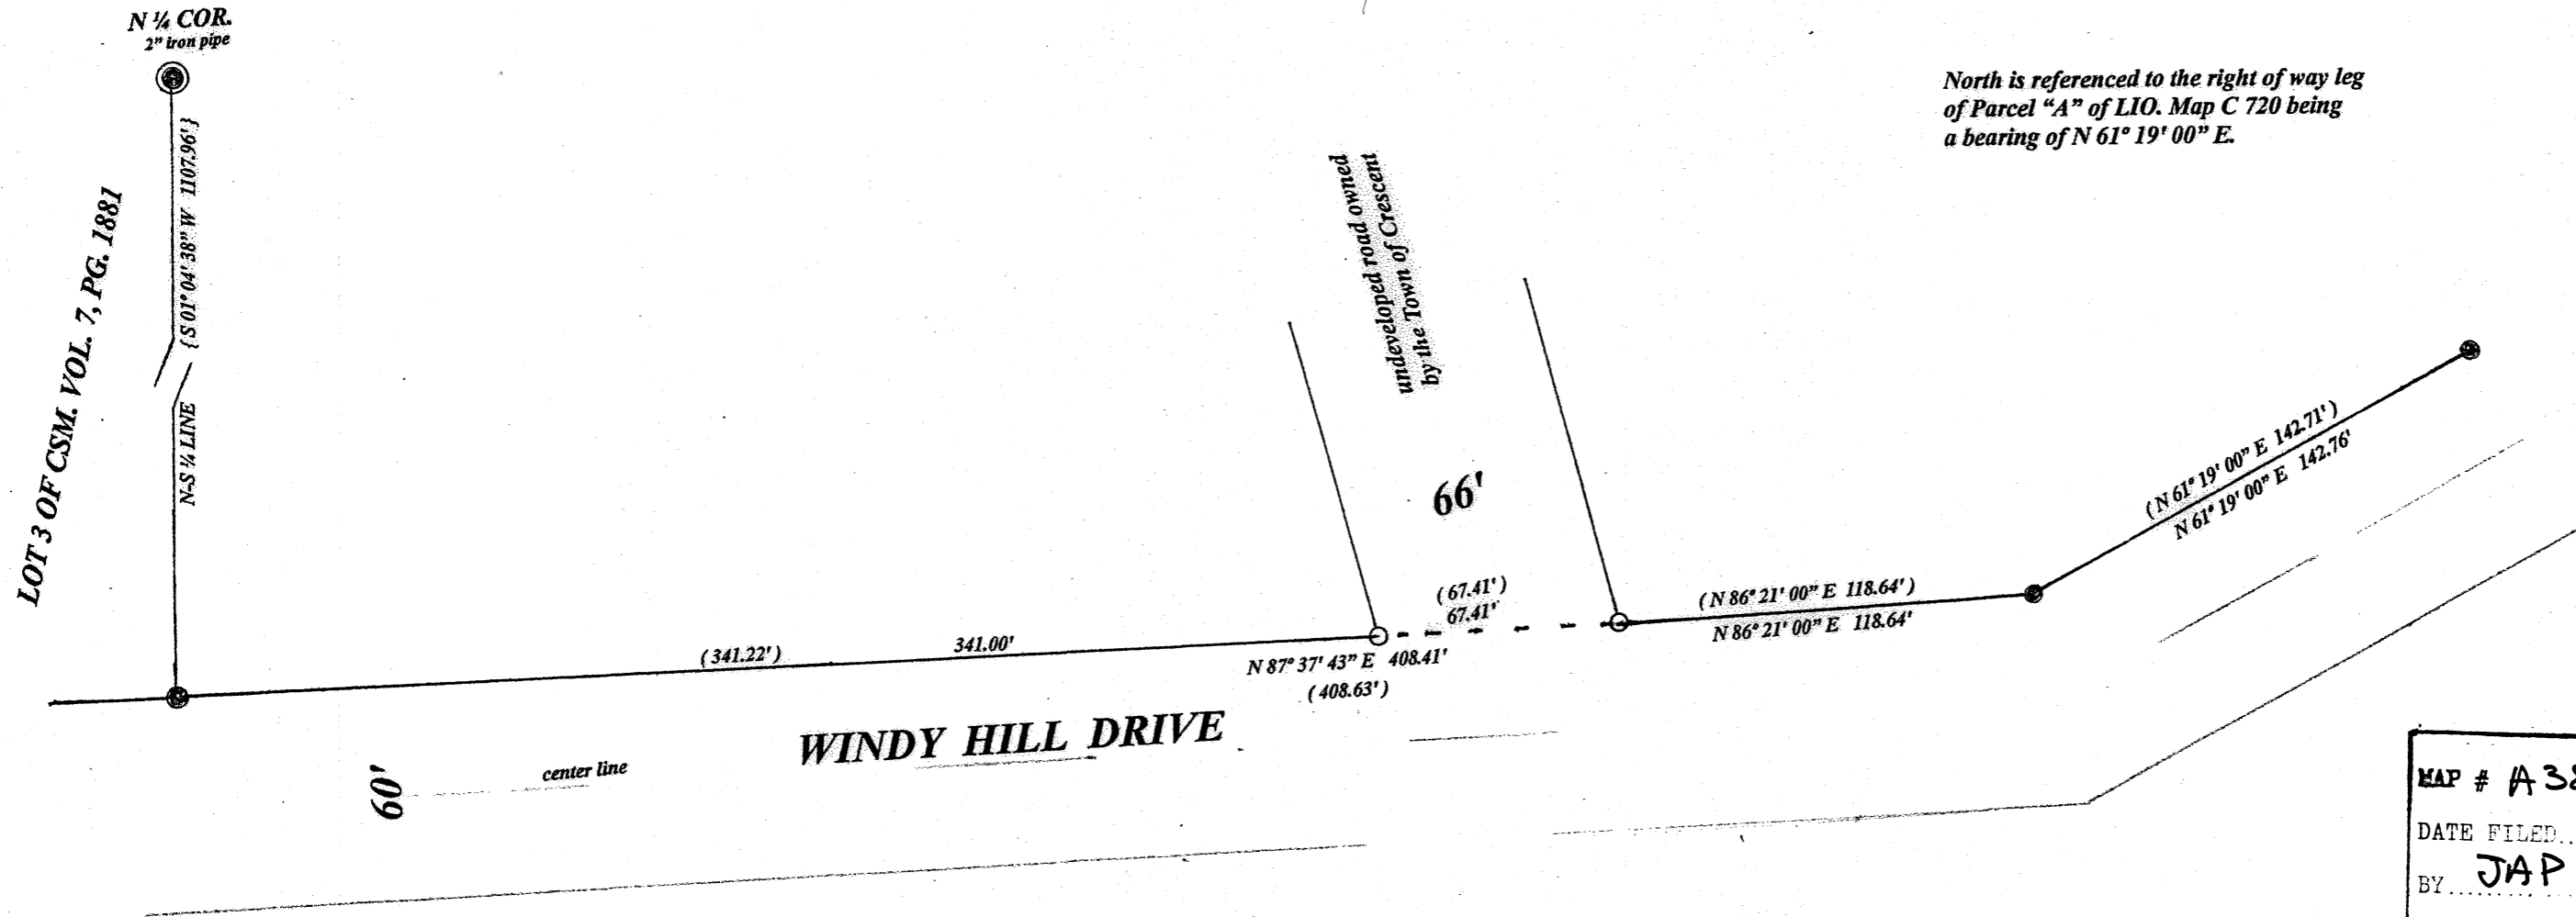 N ¼ COR.
2" iron pipe
{S 01° 04' 38" W 1107.96'}
N-S ¼ LINE
LOT 3 OF CSM. VOL. 7, PG. 1881
North is referenced to the right of way leg
of Parcel “A” of LIO. Map C 720 being
a bearing of N 61° 19' 00” E.
undeveloped road owned
by the Town of Crescent
66'
(67.41')
67.41'
(N 61° 19' 00” E 142.71')
N 61° 19' 00” E 142.76'
(N 86° 21' 00” E 118.64')
N 86° 21' 00” E 118.64'
(341.22')
341.00'
N 87° 37' 43” E 408.41'
(408.63')
WINDY HILL DRIVE
60'
center line
MAP # A38
DATE FILED..
BY....JAP